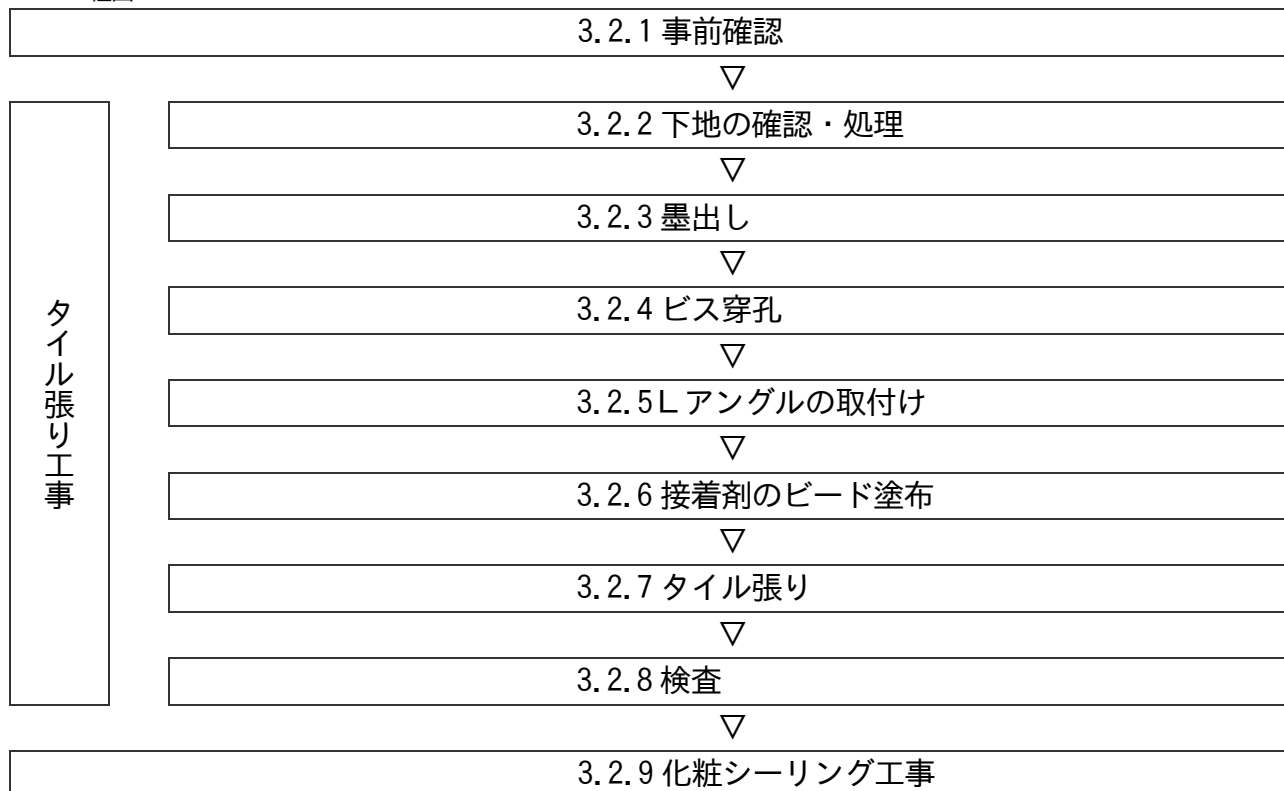 3.2.1 事前確認
▽
タイル張り工事
3.2.2 下地の確認・処理
▽
3.2.3 墨出し
▽
3.2.4 ビス穿孔
▽
3.2.5Lアングルの取付け
▽
3.2.6 接着剤のビード塗布
▽
3.2.7 タイル張り
▽
3.2.8 検査
▽
3.2.9 化粧シーリング工事